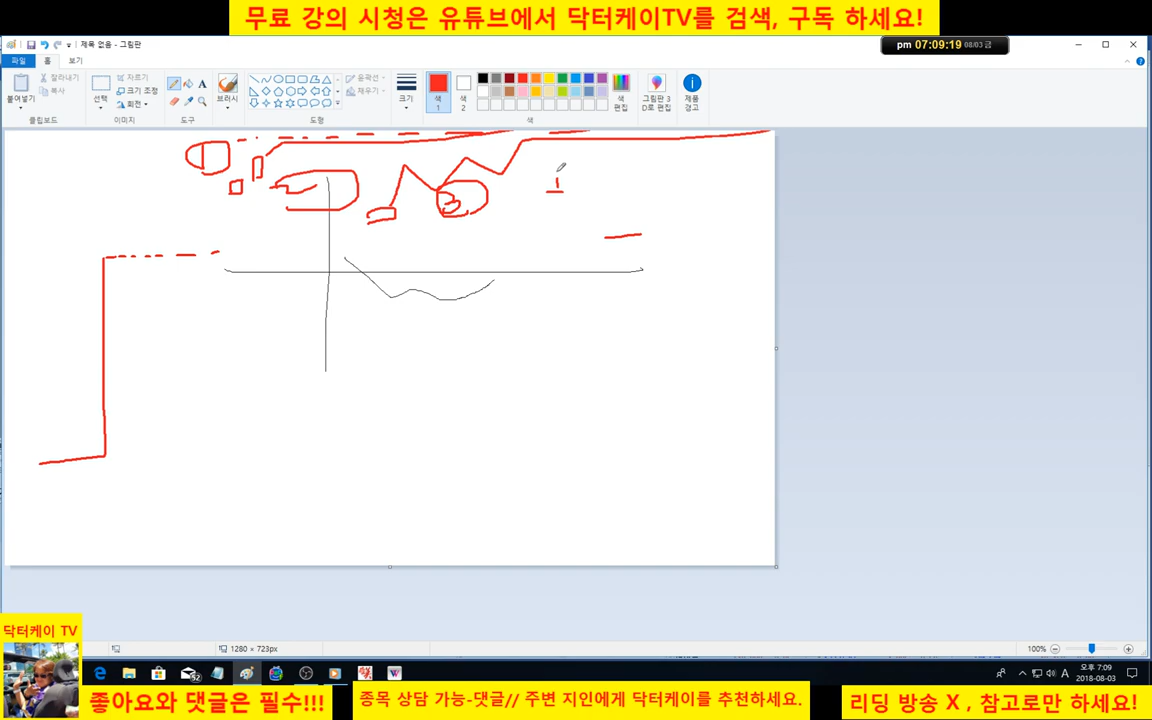 무료 강의 시청은 유튜브에서 닥터케이TV를 검색, 구독 하세요!
제목 없음 - 그림판
pm 07:09:19 08/03 금
파일 홈 보기
붙여넣기
잘라내기
복사
클립보드
선택
자르기
크기 조정
회전
이미지
A
도구
브러시
윤곽선
채우기
도형
크기
색 1
색 2
색 편집
색
그림판 3D로 편집
제품 경고
2
3
1
1280 × 723px
100%
닥터케이 TV
52
W
A
오후 7:09
2018-08-03
좋아요와 댓글은 필수!!!
종목 상담 가능-댓글// 주변 지인에게 닥터케이를 추천하세요.
리딩 방송 X , 참고로만 하세요!